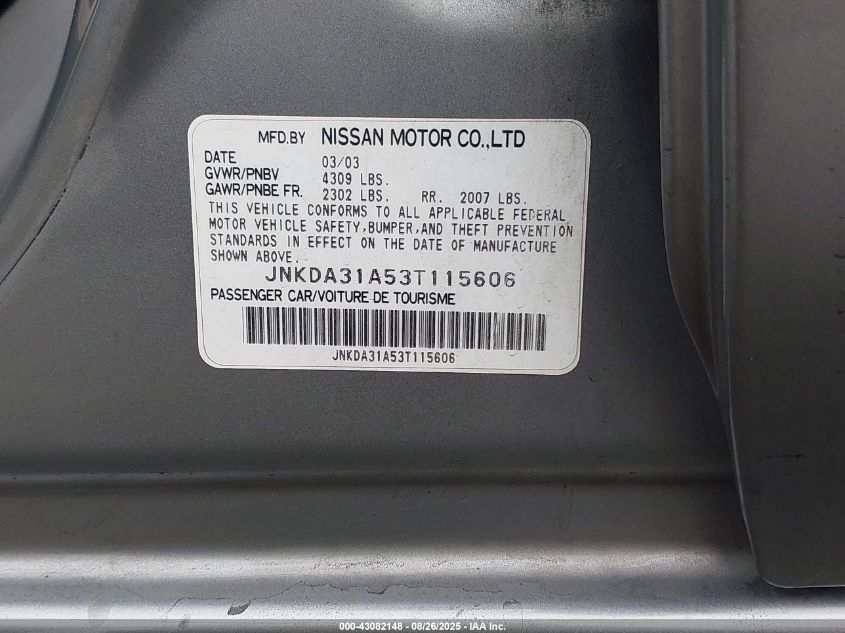 MFD.BY NISSAN MOTOR CO.,LTD
DATE 03/03
GVWR/PNBV 4309 LBS.
GAWR/PNBE FR. 2302 LBS. RR. 2007 LBS.
THIS VEHICLE CONFORMS TO ALL APPLICABLE FEDERAL
MOTOR VEHICLE SAFETY,BUMPER,AND THEFT PREVENTION
STANDARDS IN EFFECT ON THE DATE OF MANUFACTURE
SHOWN ABOVE.
JNKDA31A53T115606
PASSENGER CAR/VOITURE DE TOURISME
JNKDA31A53T115606
000-43082148 - 08/26/2025 - IAA Inc.